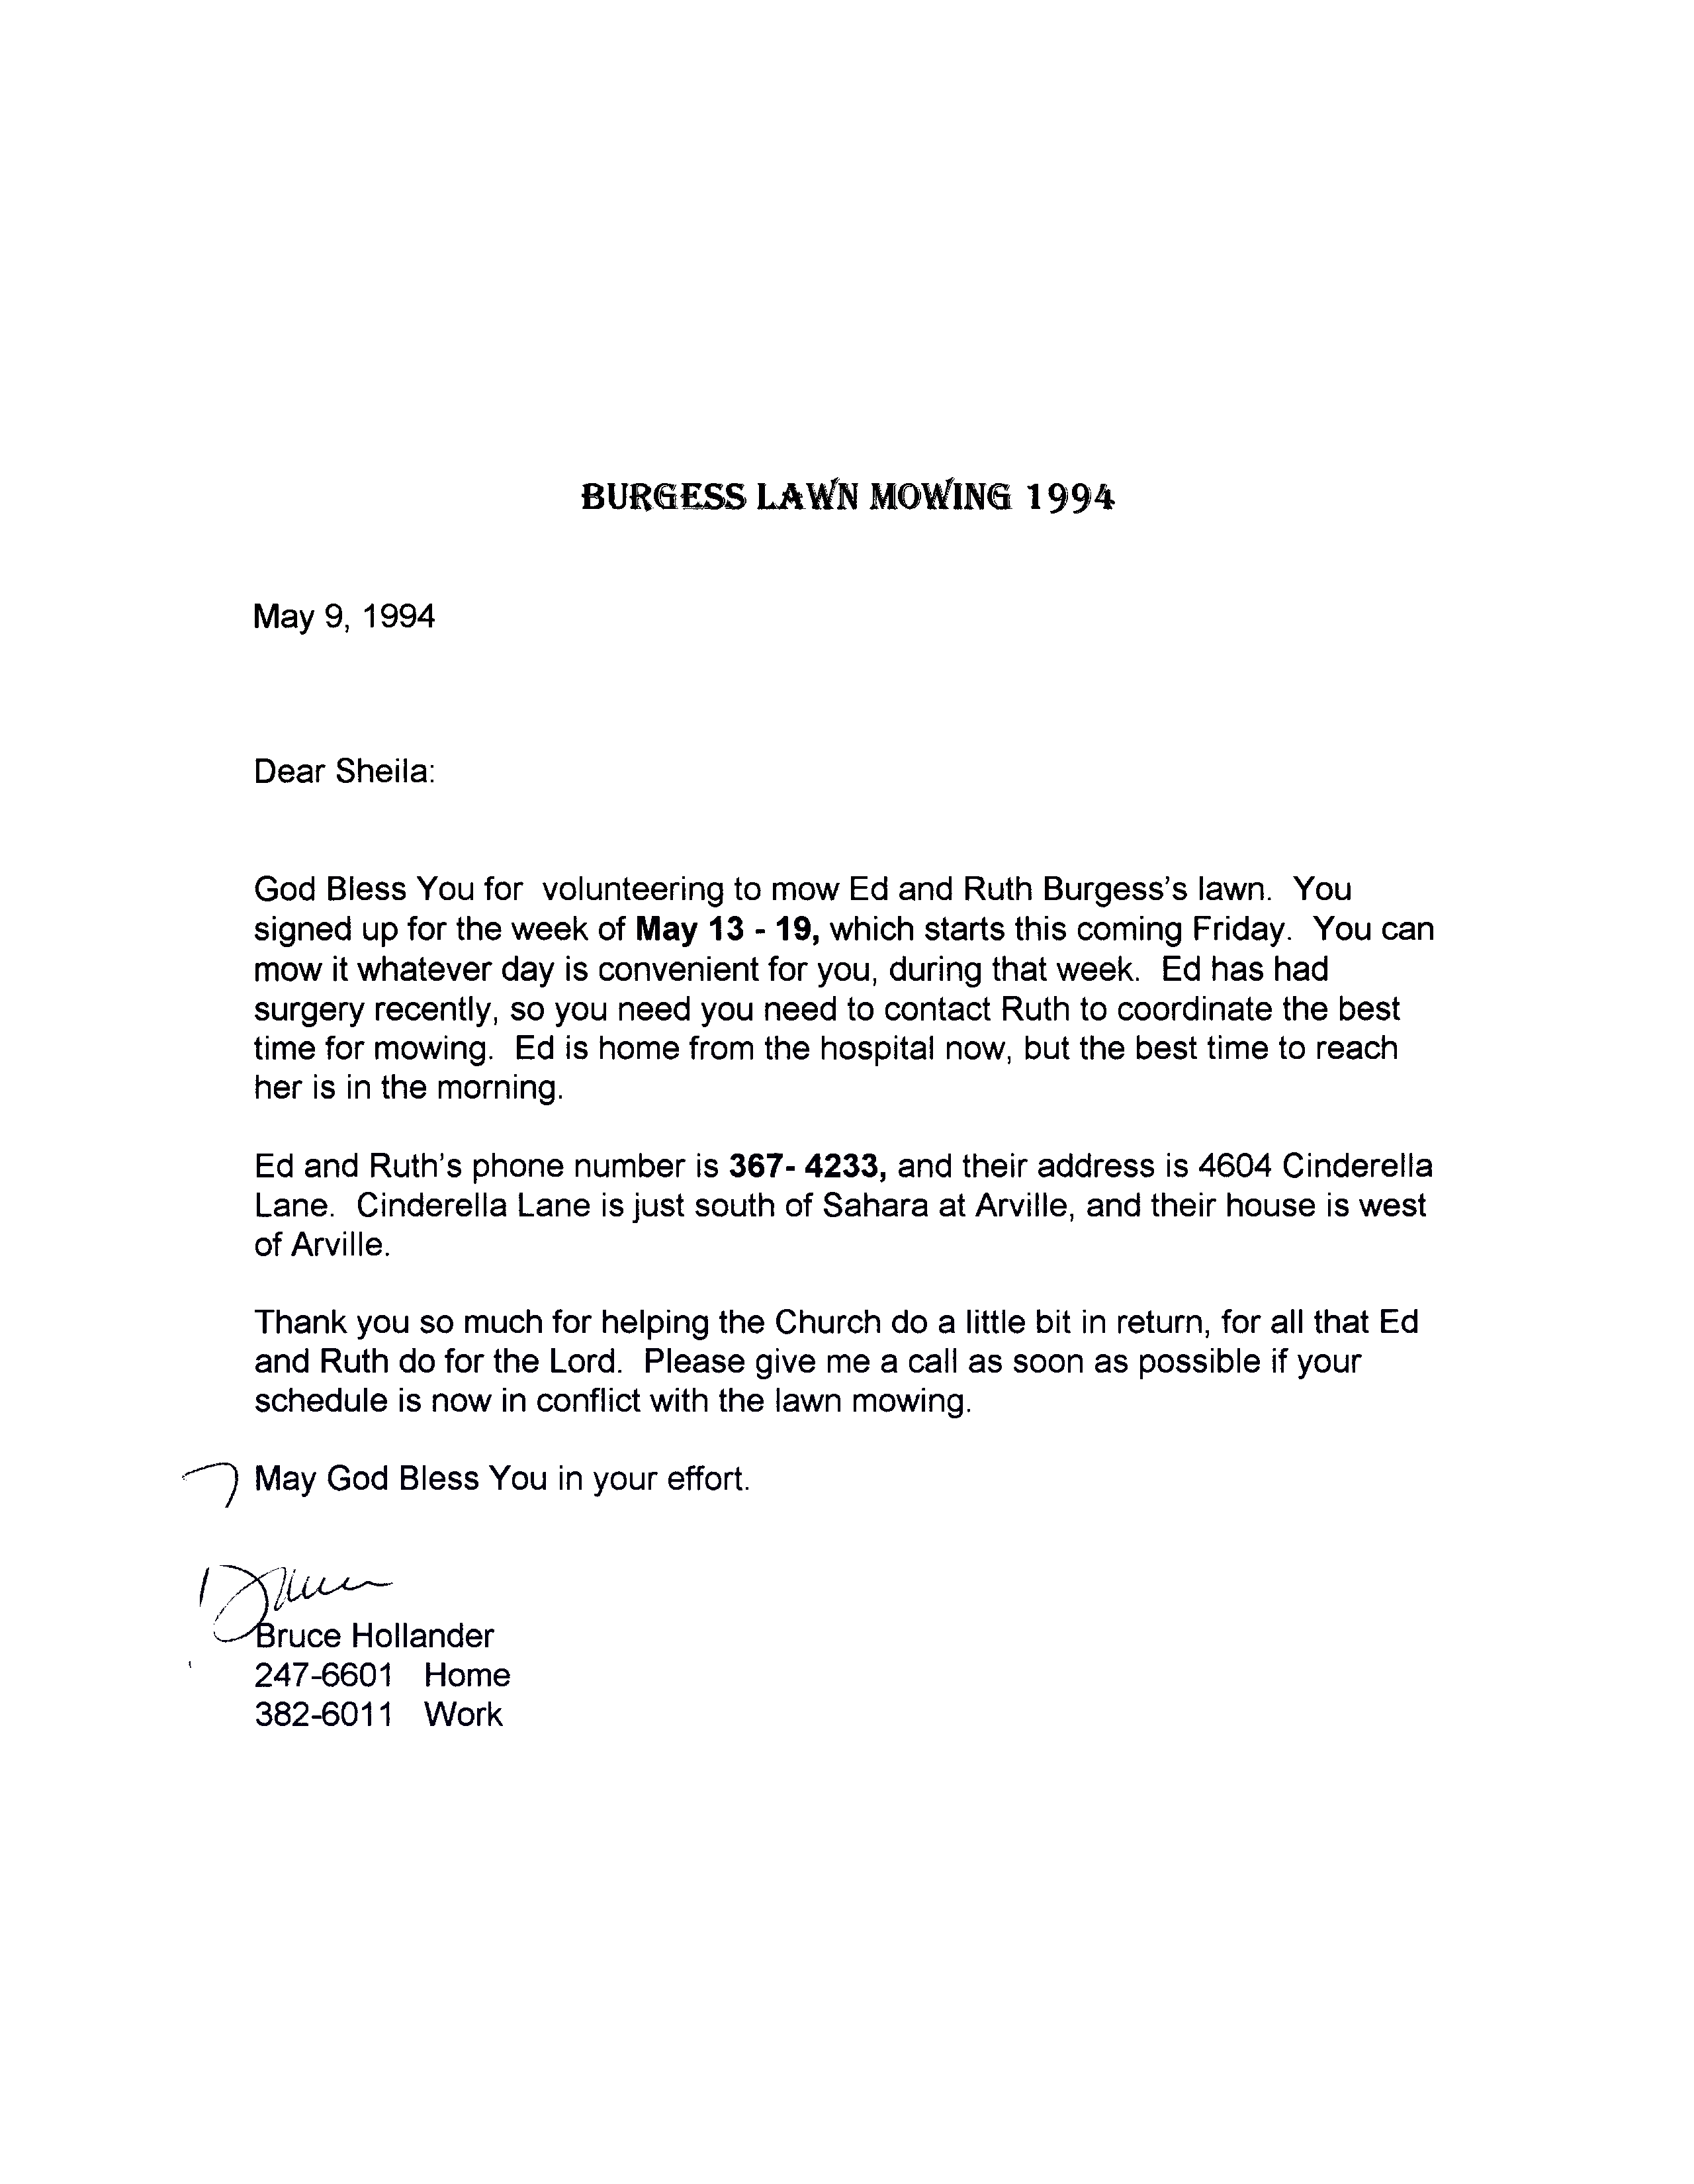 BURGESS LAWN MOWING 1994
May 9, 1994
Dear Sheila:
God Bless You for  volunteering to mow Ed and Ruth Burgess's lawn.  You
signed up for the week of May 13 - 19, which starts this coming Friday.  You can
mow it whatever day is convenient for you, during that week.  Ed has had
surgery recently, so you need you need to contact Ruth to coordinate the best
time for mowing.  Ed is home from the hospital now, but the best time to reach
her is in the morning.
Ed and Ruth's phone number is 367- 4233, and their address is 4604 Cinderella
Lane.  Cinderella Lane is just south of Sahara at Arville, and their house is west
of Arville.
Thank you so much for helping the Church do a little bit in return, for all that Ed
and Ruth do for the Lord.  Please give me a call as soon as possible if your
schedule is now in conflict with the lawn mowing.
May God Bless You in your effort.
Bruce Hollander
247-6601   Home
382-6011   Work